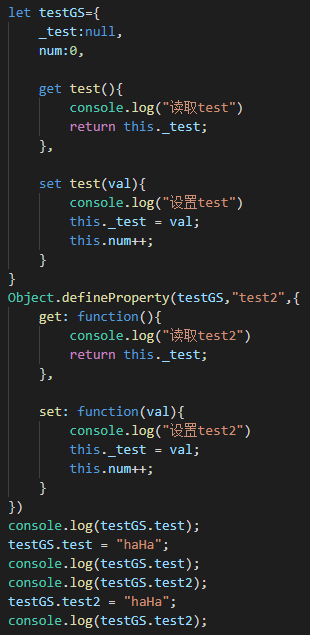 let testGS={
    _test:null,
    num:0,

    get test(){
        console.log("读取test")
        return this._test;
    },

    set test(val){
        console.log("设置test")
        this._test = val;
        this.num++;
    }
}
Object.defineProperty(testGS,"test2",{
    get: function(){
        console.log("读取test2")
        return this._test;
    },

    set: function(val){
        console.log("设置test2")
        this._test = val;
        this.num++;
    }
})
console.log(testGS.test);
testGS.test = "haHa";
console.log(testGS.test);
console.log(testGS.test2);
testGS.test2 = "haHa";
console.log(testGS.test2);